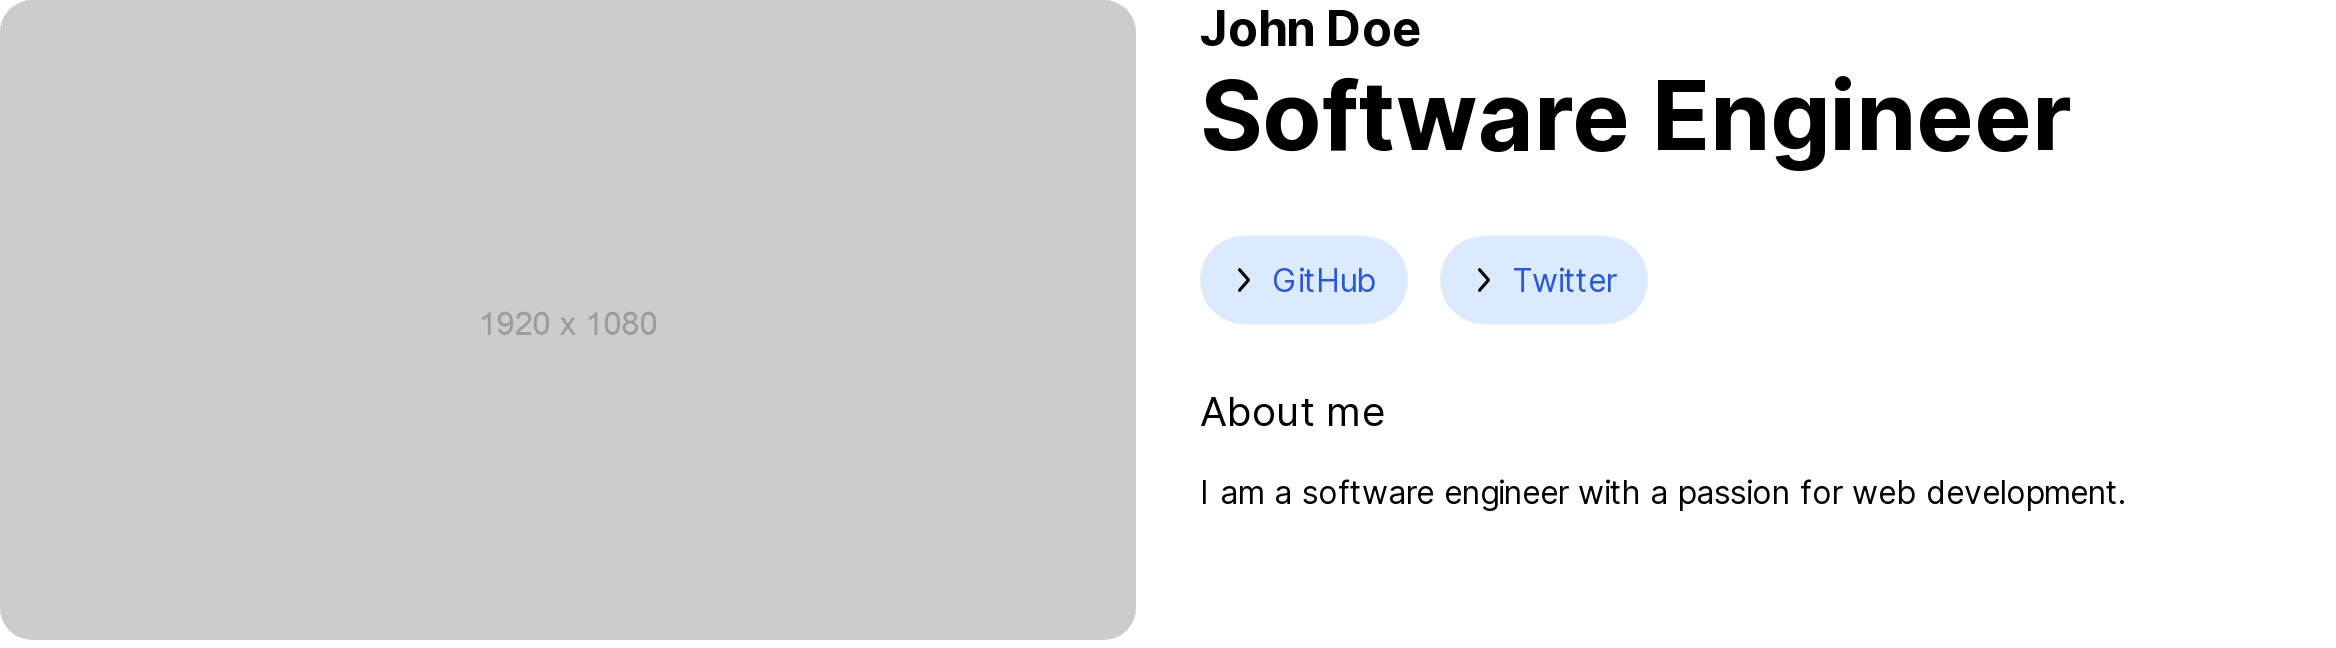 1920 x 1080
John Doe
Software Engineer
GitHub
Twitter
About me
I am a software engineer with a passion for web development.